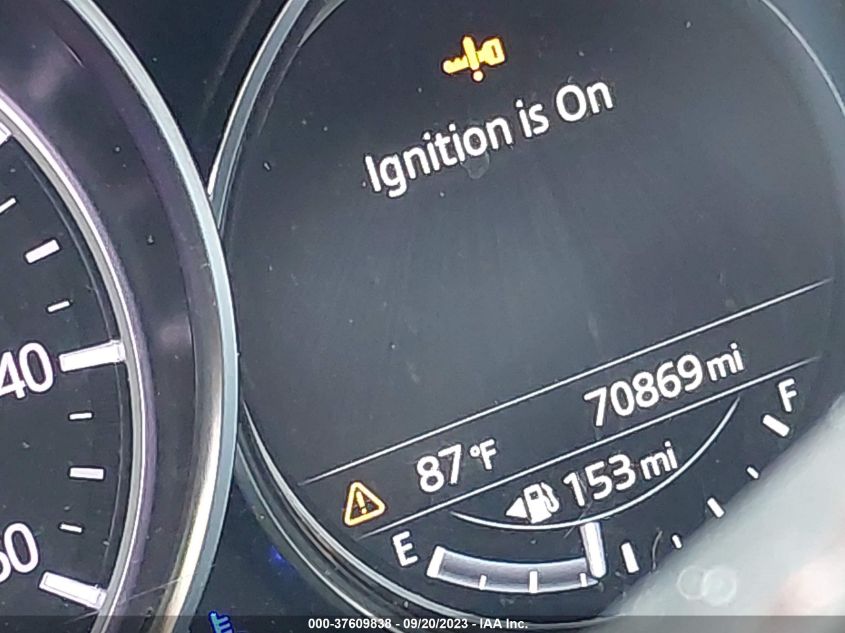 Ignition is On
40
70869 mi
87°F
153 mi
E
F
000-37609838 - 09/20/2023 - IAA Inc.